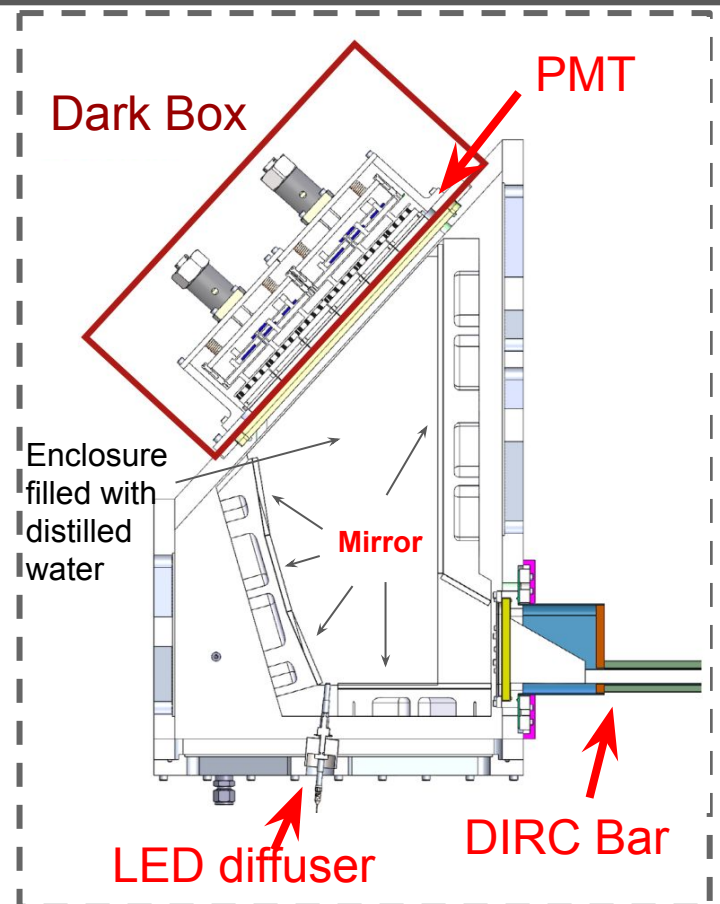 PMT
Dark Box
Enclosure
filled with
distilled
water
Mirror
DIRC Bar
LED diffuser